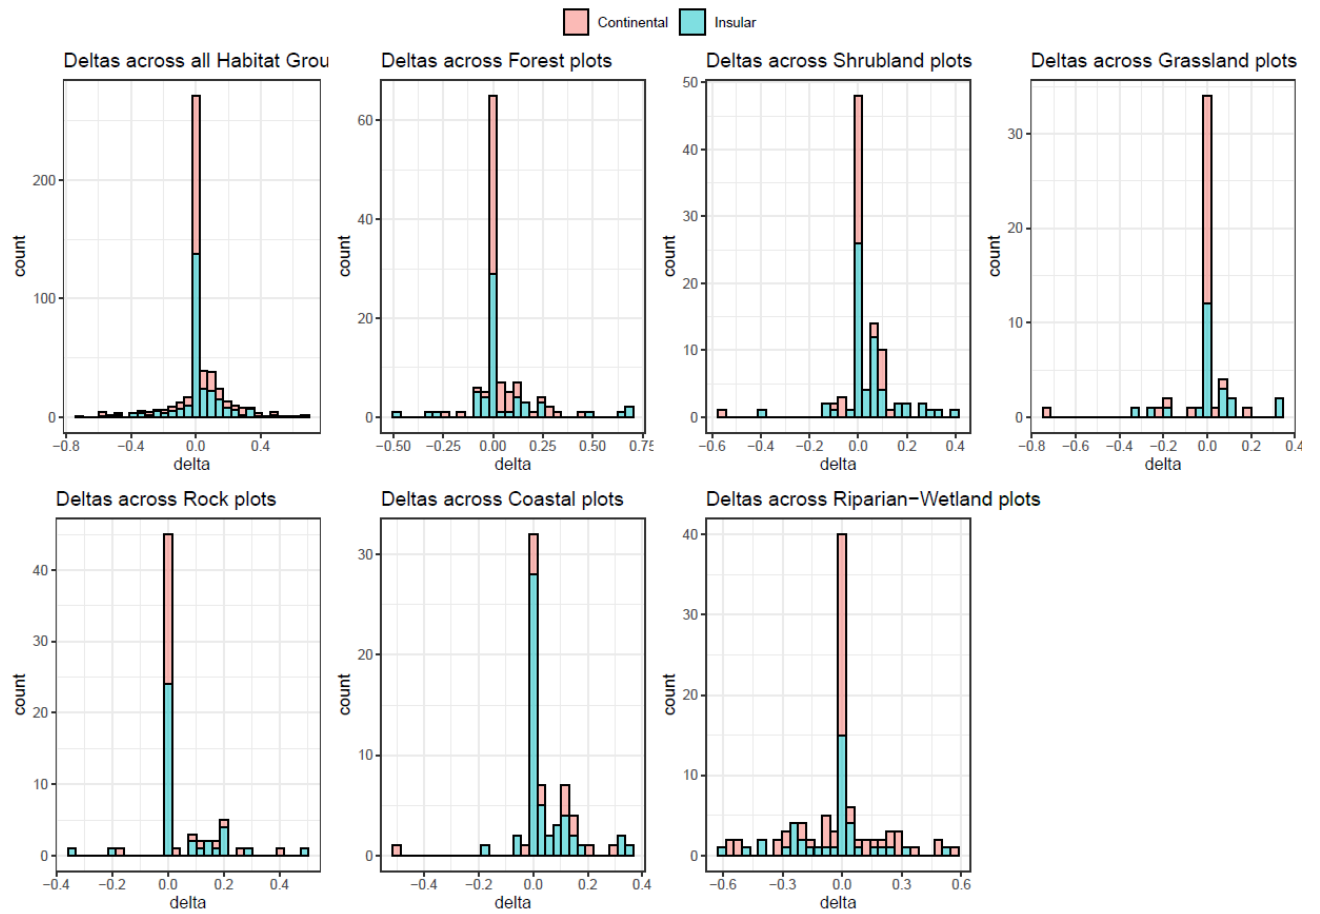 Continental Insular
Deltas across all Habitat Grou
Deltas across Forest plots
Deltas across Shrubland plots
Deltas across Grassland plots
count
200
100
0
−0.8 −0.4 0.0 0.4
delta
count
60
40
20
0
−0.50 −0.25 0.00 0.25 0.50 0.75
delta
count
50
40
30
20
10
0
−0.6 −0.4 −0.2 0.0 0.2 0.4
delta
count
30
20
10
0
−0.8 −0.6 −0.4 −0.2 0.0 0.2 0.4
delta
Deltas across Rock plots
Deltas across Coastal plots
Deltas across Riparian−Wetland plots
count
40
30
20
10
0
−0.4 −0.2 0.0 0.2 0.4
delta
count
30
20
10
0
−0.4 −0.2 0.0 0.2 0.4
delta
count
40
30
20
10
0
−0.6 −0.3 0.0 0.3 0.6
delta